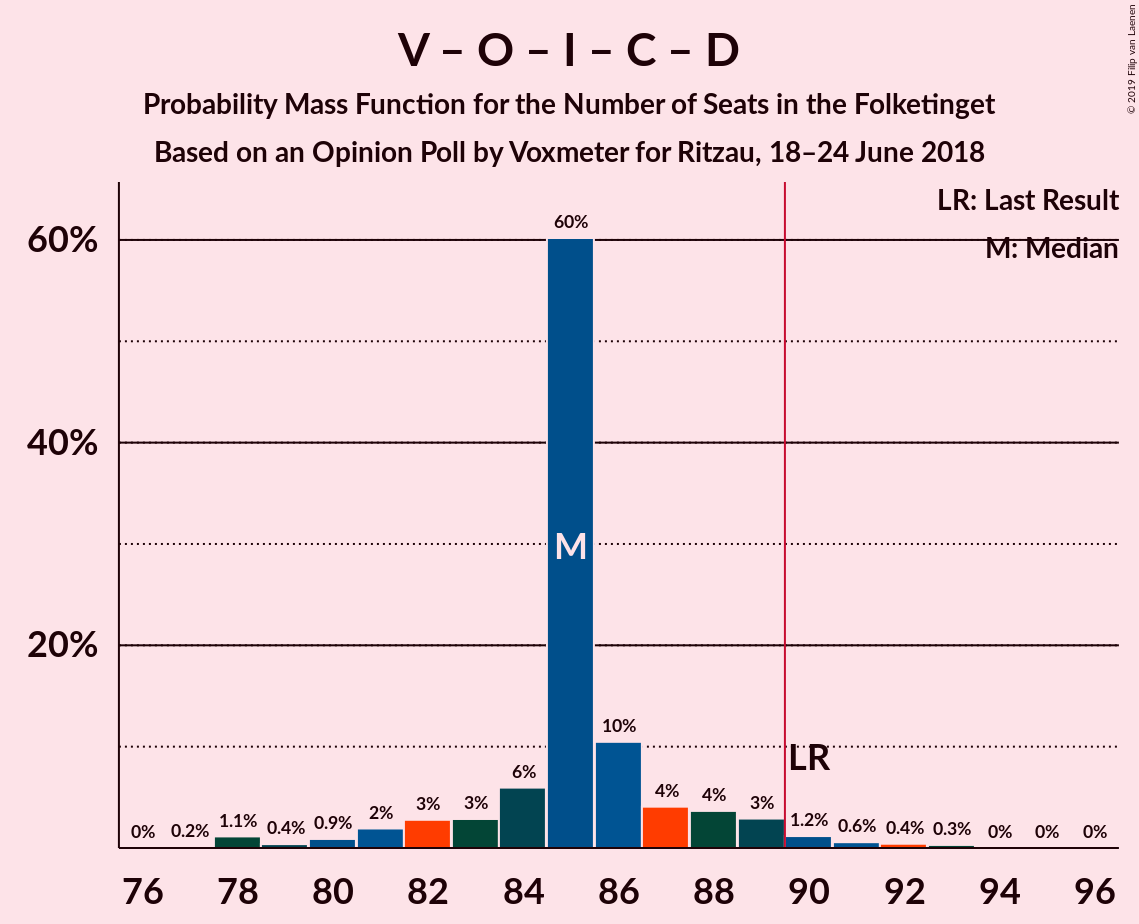 V – O – I – C – D
Probability Mass Function for the Number of Seats in the Folketinget
Based on an Opinion Poll by Voxmeter for Ritzau, 18–24 June 2018
© 2019 Filip van Laenen
LR: Last Result
M: Median
60%
40%
20%
0%
0.2%
1.1%
0.4%
0.9%
2%
3%
3%
6%
60%
10%
4%
4%
3%
1.2%
0.6%
0.4%
0.3%
0%
0%
0%
M
LR
76 78 80 82 84 86 88 90 92 94 96